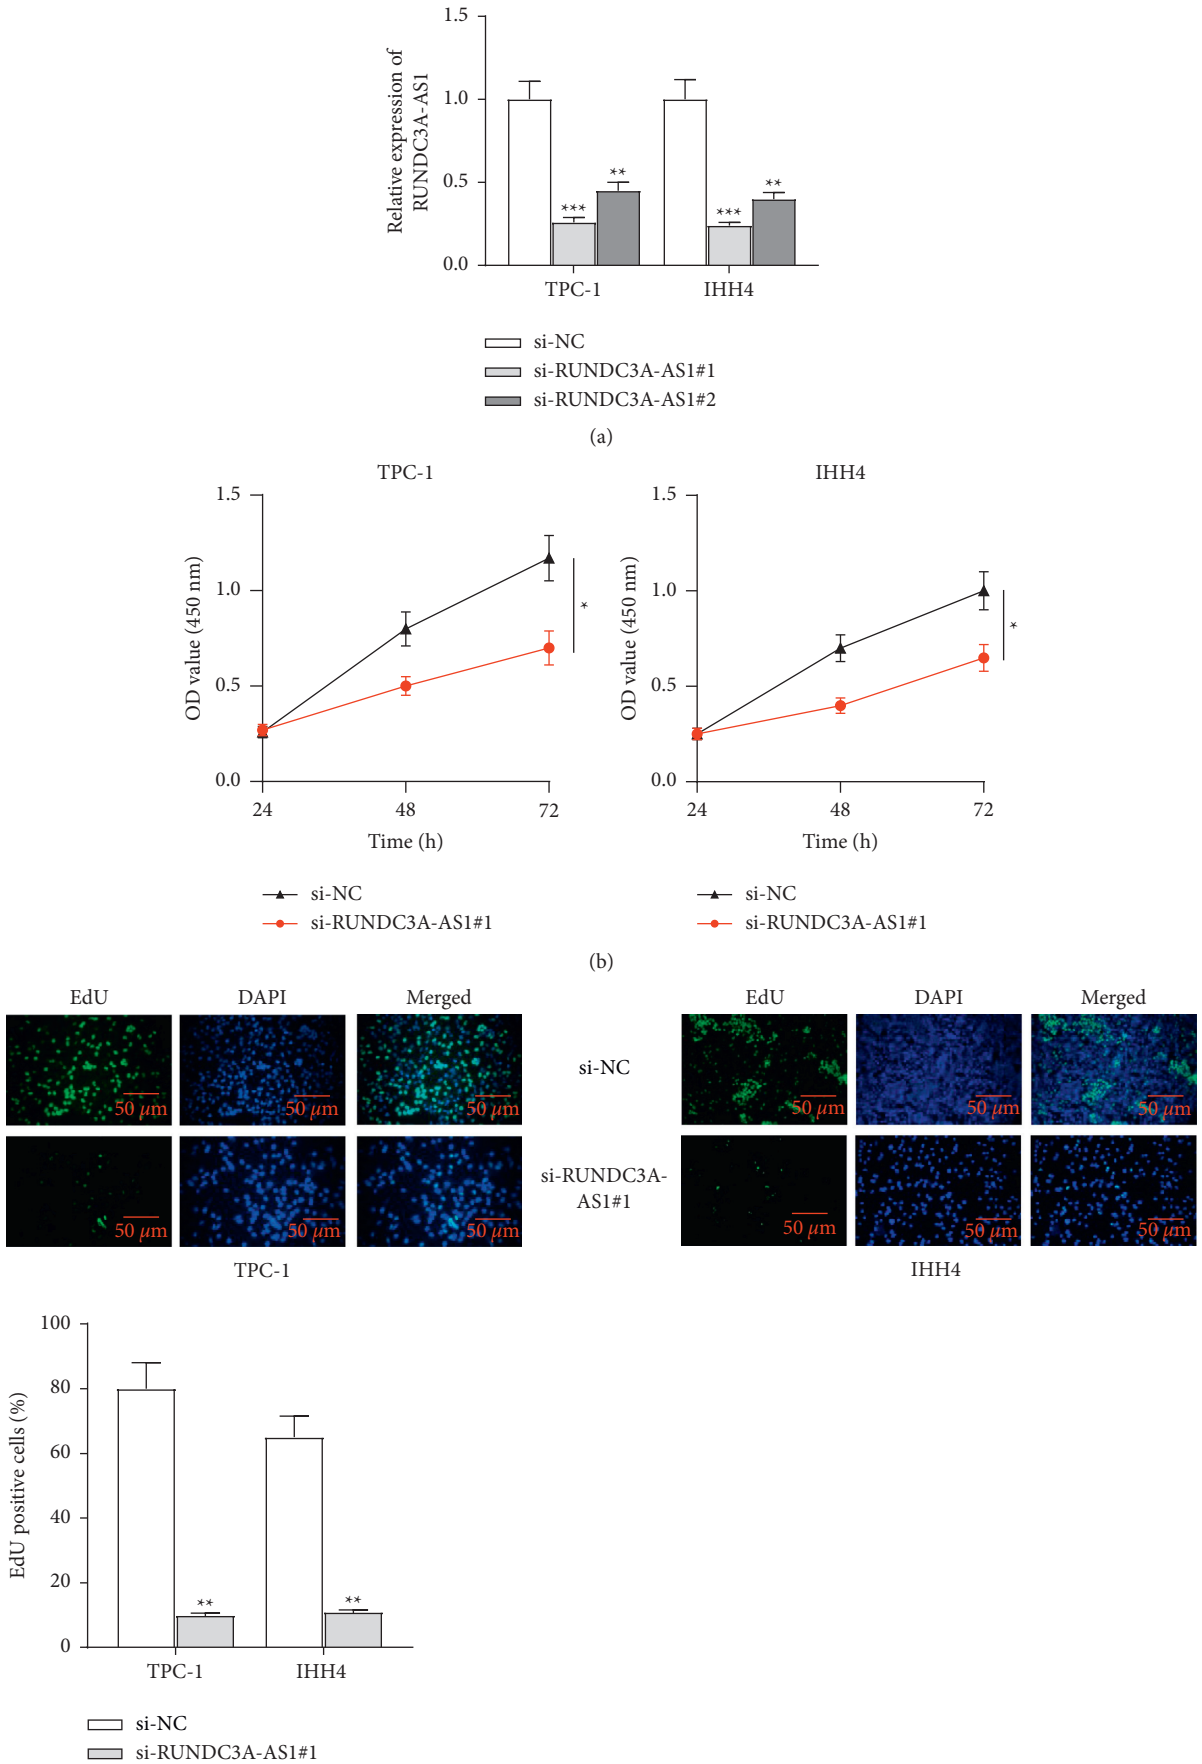 1.5
1.0
0.5
0.0
Relative expression of
RUNDC3A-AS1
*** ** *** **
TPC-1 IHH4
si-NC
si-RUNDC3A-AS1#1
si-RUNDC3A-AS1#2
(a)
TPC-1
1.5
1.0
0.5
0.0
OD value (450 nm)
*
24 48 72
Time (h)
si-NC
si-RUNDC3A-AS1#1
IHH4
1.5
1.0
0.5
0.0
OD value (450 nm)
*
24 48 72
Time (h)
si-NC
si-RUNDC3A-AS1#1
(b)
EdU DAPI Merged EdU DAPI Merged
50 μm 50 μm 50 μm si-NC 50 μm 50 μm 50 μm
50 μm 50 μm 50 μm si-RUNDC3A-
AS1#1 50 μm 50 μm 50 μm
TPC-1 IHH4
100
80
60
40
20
0
EdU positive cells (%)
** **
TPC-1 IHH4
si-NC
si-RUNDC3A-AS1#1